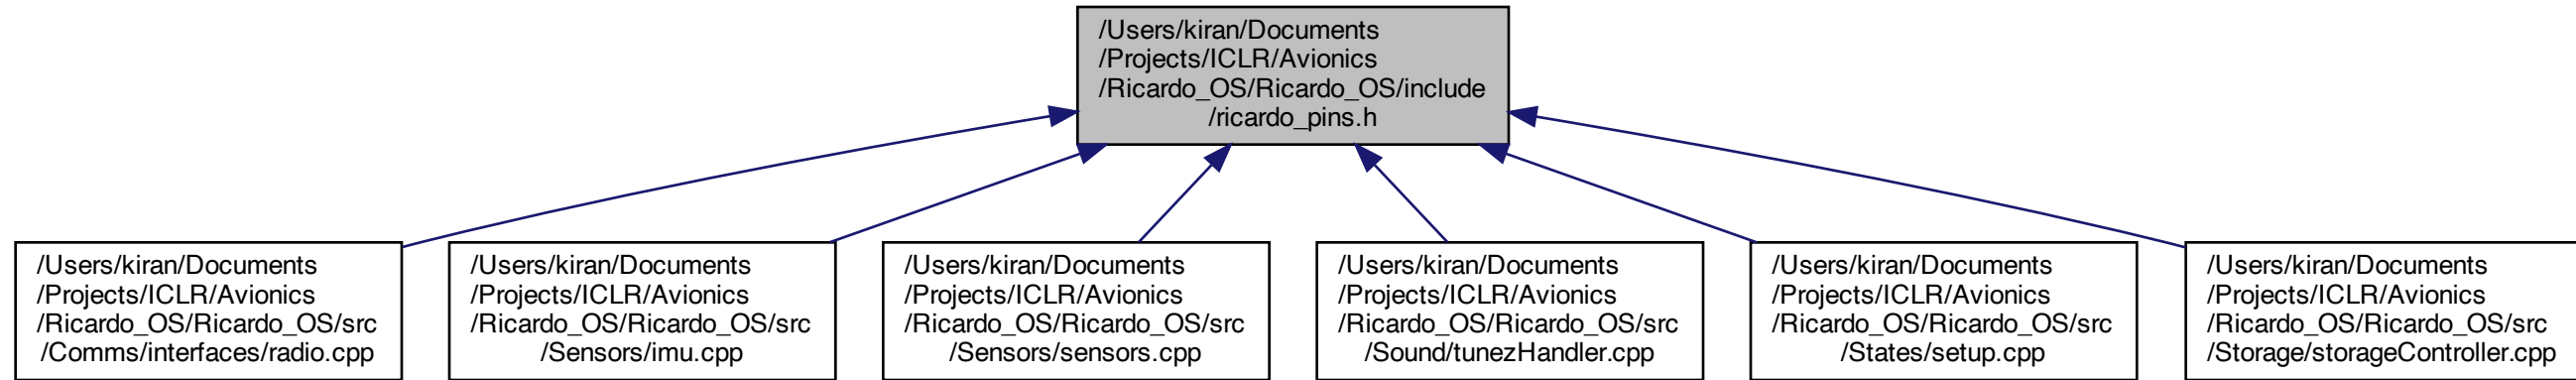 /Users/kiran/Documents
/Projects/ICLR/Avionics
/Ricardo_OS/Ricardo_OS/include
/ricardo_pins.h
/Users/kiran/Documents
/Projects/ICLR/Avionics
/Ricardo_OS/Ricardo_OS/src
/Comms/interfaces/radio.cpp
/Users/kiran/Documents
/Projects/ICLR/Avionics
/Ricardo_OS/Ricardo_OS/src
/Sensors/imu.cpp
/Users/kiran/Documents
/Projects/ICLR/Avionics
/Ricardo_OS/Ricardo_OS/src
/Sensors/sensors.cpp
/Users/kiran/Documents
/Projects/ICLR/Avionics
/Ricardo_OS/Ricardo_OS/src
/Sound/tunezHandler.cpp
/Users/kiran/Documents
/Projects/ICLR/Avionics
/Ricardo_OS/Ricardo_OS/src
/States/setup.cpp
/Users/kiran/Documents
/Projects/ICLR/Avionics
/Ricardo_OS/Ricardo_OS/src
/Storage/storageController.cpp